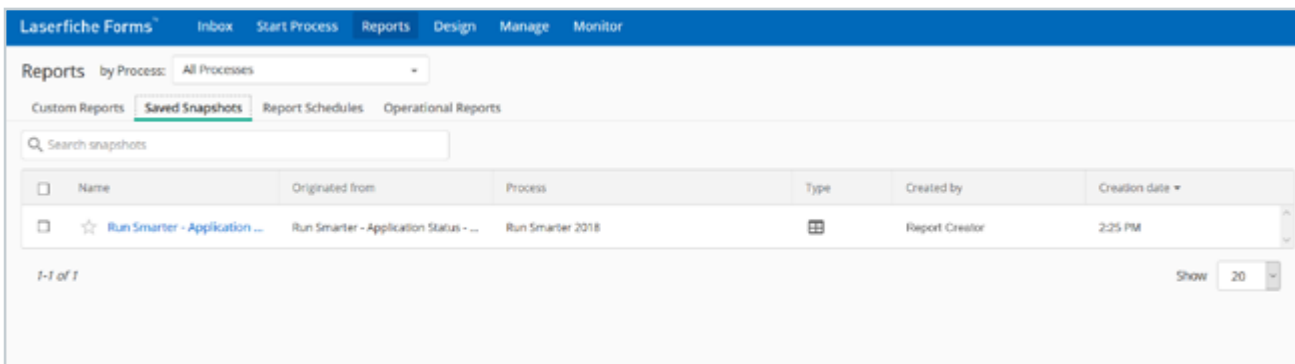 Laserfiche Forms™ Inbox Start Process Reports Design Manage Monitor
Reports by Process: All Processes
Custom Reports Saved Snapshots Report Schedules Operational Reports
Search snapshots
Name Originated from Process Type Created by Creation date
Run Smarter - Application ... Run Smarter - Application Status - ... Run Smarter 2018 Report Creator 2:25 PM
1-1 of 1 Show 20